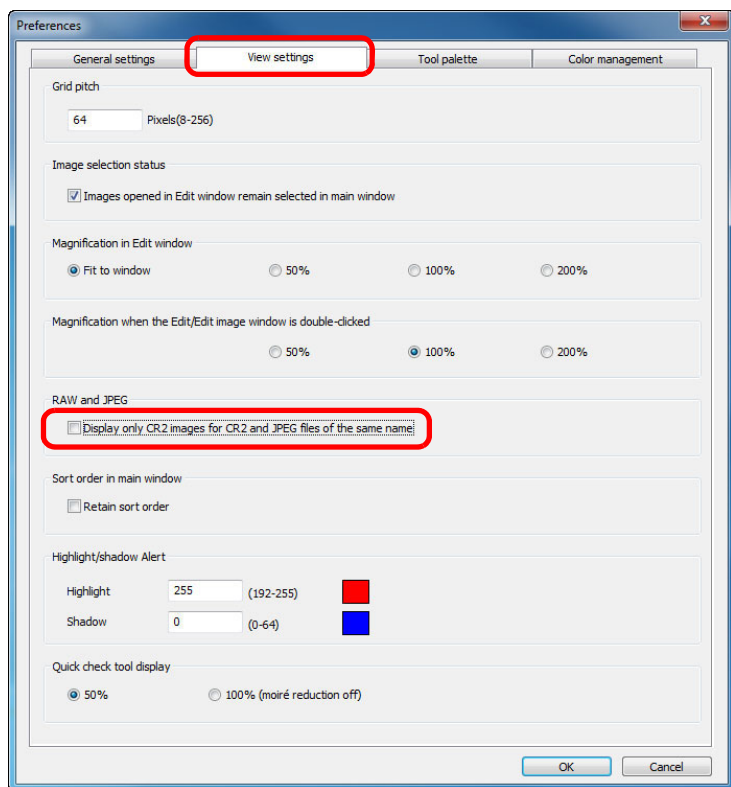 Preferences
General settings View settings Tool palette Color management
Grid pitch
64 Pixels(8-256)
Image selection status
Images opened in Edit window remain selected in main window
Magnification in Edit window
Fit to window 50% 100% 200%
Magnification when the Edit/Edit image window is double-clicked
50% 100% 200%
RAW and JPEG
Display only CR2 images for CR2 and JPEG files of the same name
Sort order in main window
Retain sort order
Highlight/shadow Alert
Highlight 255 (192-255)
Shadow 0 (0-64)
Quick check tool display
50% 100% (moiré reduction off)
OK Cancel